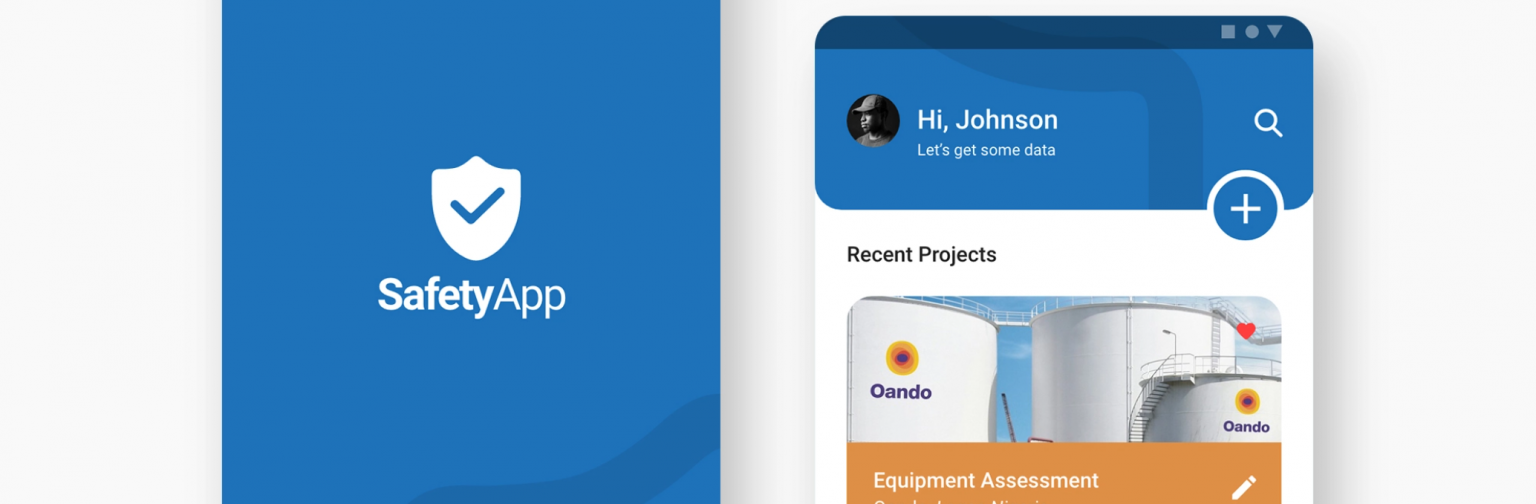 SafetyApp
Hi, Johnson
Let's get some data
Recent Projects
Oando
Oando
Equipment Assessment